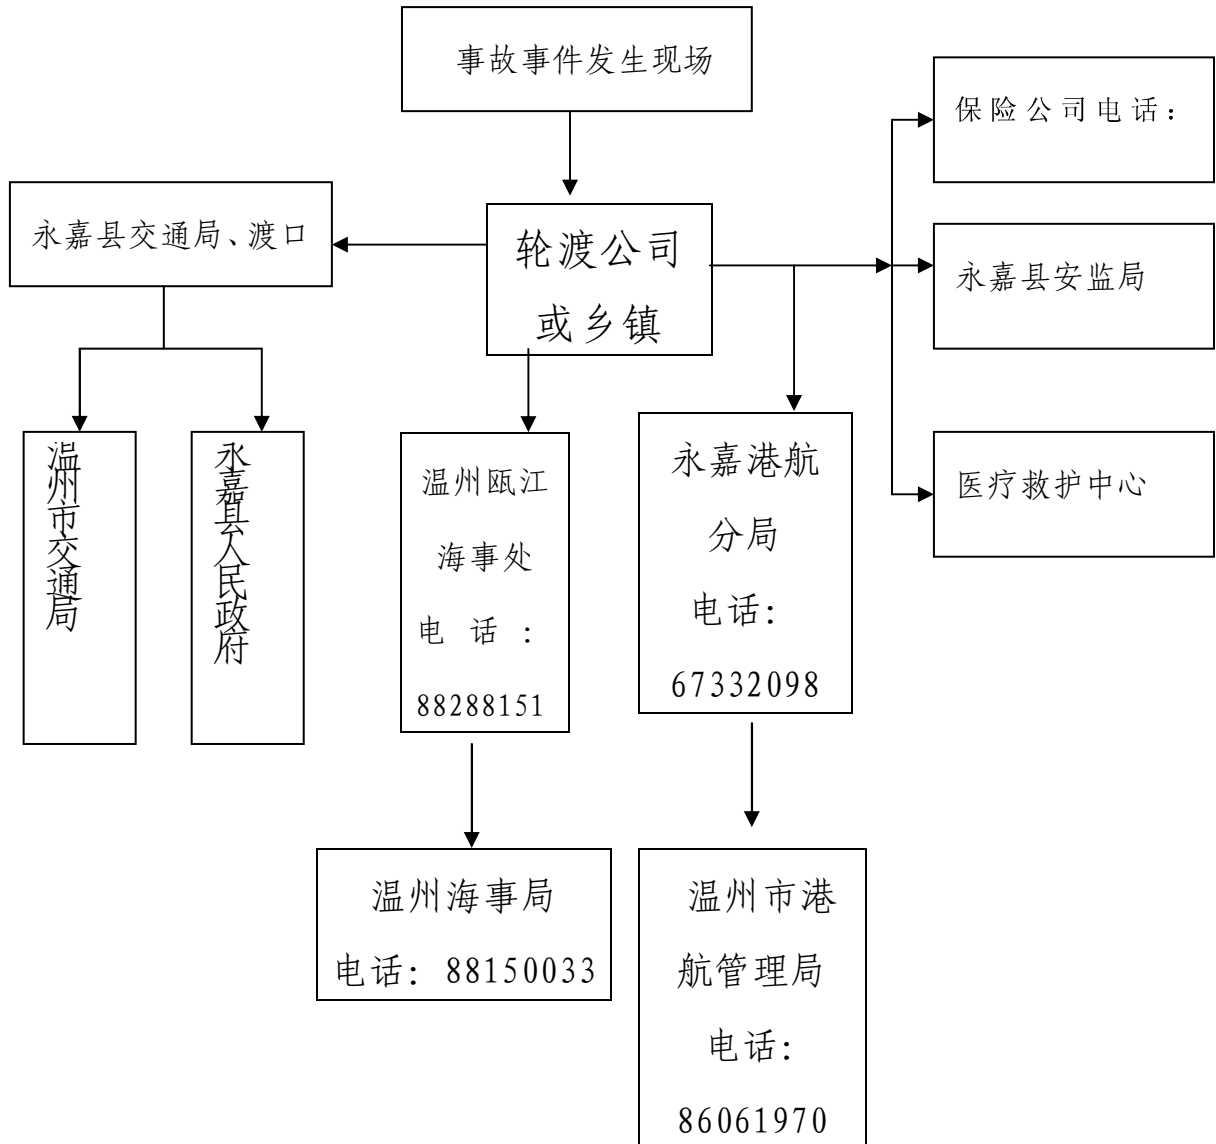 事故事件发生现场
保险公司电话：
永嘉县交通局、渡口
轮渡公司
或乡镇
永嘉县安监局
温州市交通局
永嘉县人民政府
温州瓯江
海事处
电话：
88288151
永嘉港航
分局
电话：
67332098
医疗救护中心
温州海事局
电话：88150033
温州市港
航管理局
电话：
86061970